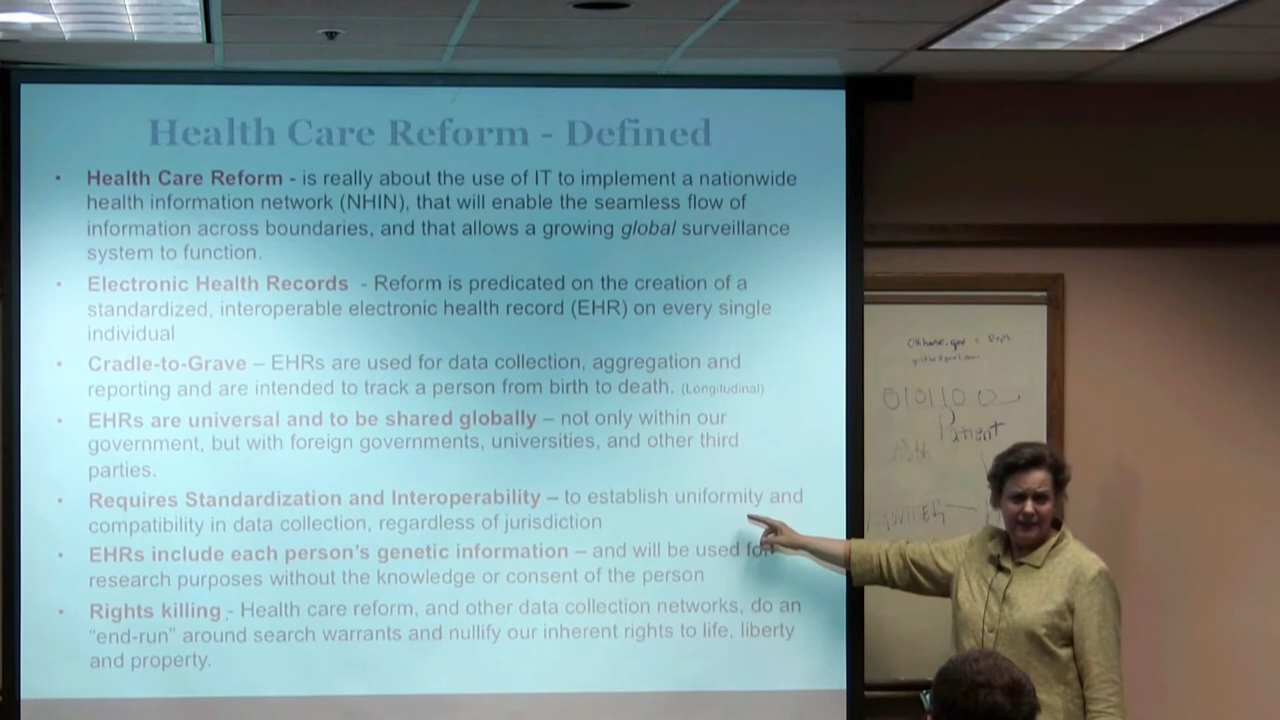 Health Care Reform - Defined
• Health Care Reform - is really about the use of IT to implement a nationwide
health information network (NHIN), that will enable the seamless flow of
information across boundaries, and that allows a growing global surveillance
system to function.
• Electronic Health Records - Reform is predicated on the creation of a
standardized, interoperable electronic health record (EHR) on every single
individual
• Cradle-to-Grave – EHRs are used for data collection, aggregation and
reporting and are intended to track a person from birth to death. (Longitudinal)
• EHRs are universal and to be shared globally – not only within our
government, but with foreign governments, universities, and other third
parties.
• Requires Standardization and Interoperability – to establish uniformity and
compatibility in data collection, regardless of jurisdiction
• EHRs include each person's genetic information – and will be used for
research purposes without the knowledge or consent of the person
• Rights killing - Health care reform, and other data collection networks, do an
"end-run" around search warrants and nullify our inherent rights to life, liberty
and property.
010110
Patient